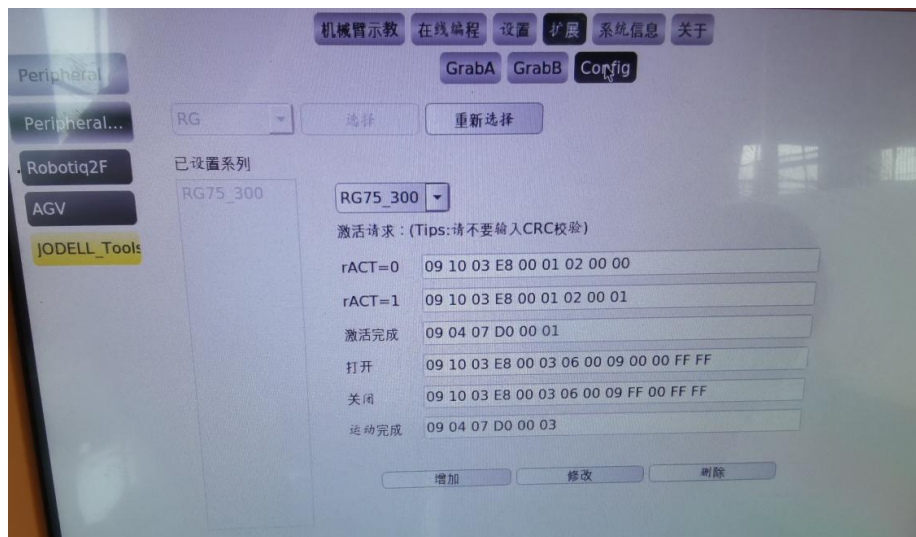 机械臂示教 在线编程 设置 扩展 系统信息 关于
GrabA GrabB Config
Peripheral
Peripheral...
Robotiq2F
AGV
JODELL_Tools
RG 选择 重新选择
已设置系列
RG75_300
RG75_300
激活请求：(Tips:请不要输入CRC校验)
rACT=0 09 10 03 E8 00 01 02 00 00
rACT=1 09 10 03 E8 00 01 02 00 01
激活完成 09 04 07 D0 00 01
打开 09 10 03 E8 00 03 06 00 09 00 00 FF FF
关闭 09 10 03 E8 00 03 06 00 09 FF 00 FF FF
运动完成 09 04 07 D0 00 03
增加 修改 删除